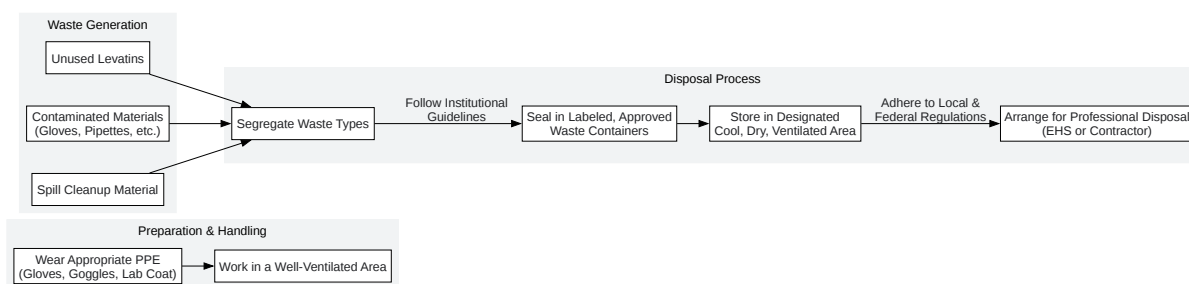 Waste Generation
Unused Levatins
Contaminated Materials
(Gloves, Pipettes, etc.)
Spill Cleanup Material
Disposal Process
Segregate Waste Types
Follow Institutional
Guidelines
Seal in Labeled, Approved
Waste Containers
Store in Designated
Cool, Dry, Ventilated Area
Adhere to Local &
Federal Regulations
Arrange for Professional Disposal
(EHS or Contractor)
Preparation & Handling
Wear Appropriate PPE
(Gloves, Goggles, Lab Coat)
Work in a Well-Ventilated Area